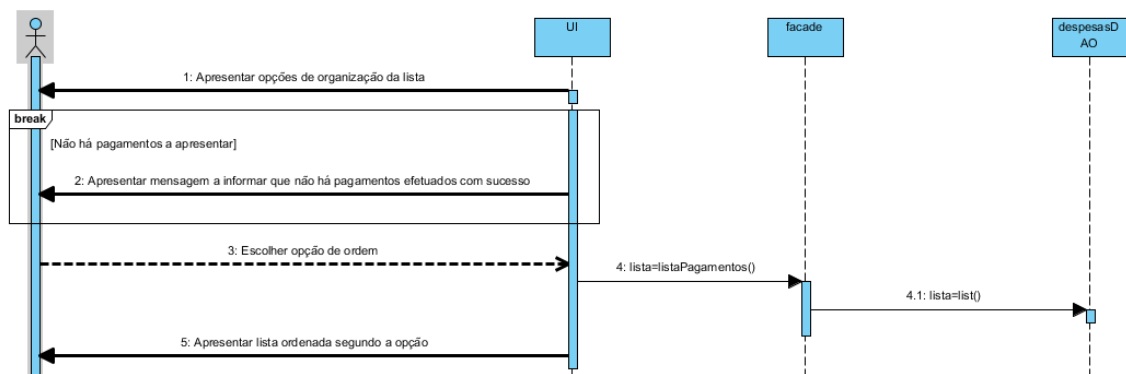 UI
facade
despesasD
AO
1: Apresentar opções de organização da lista
break
[Não há pagamentos a apresentar]
2: Apresentar mensagem a informar que não há pagamentos efetuados com sucesso
3: Escolher opção de ordem
4: lista=listaPagamentos()
4.1: lista=list()
5: Apresentar lista ordenada segundo a opção